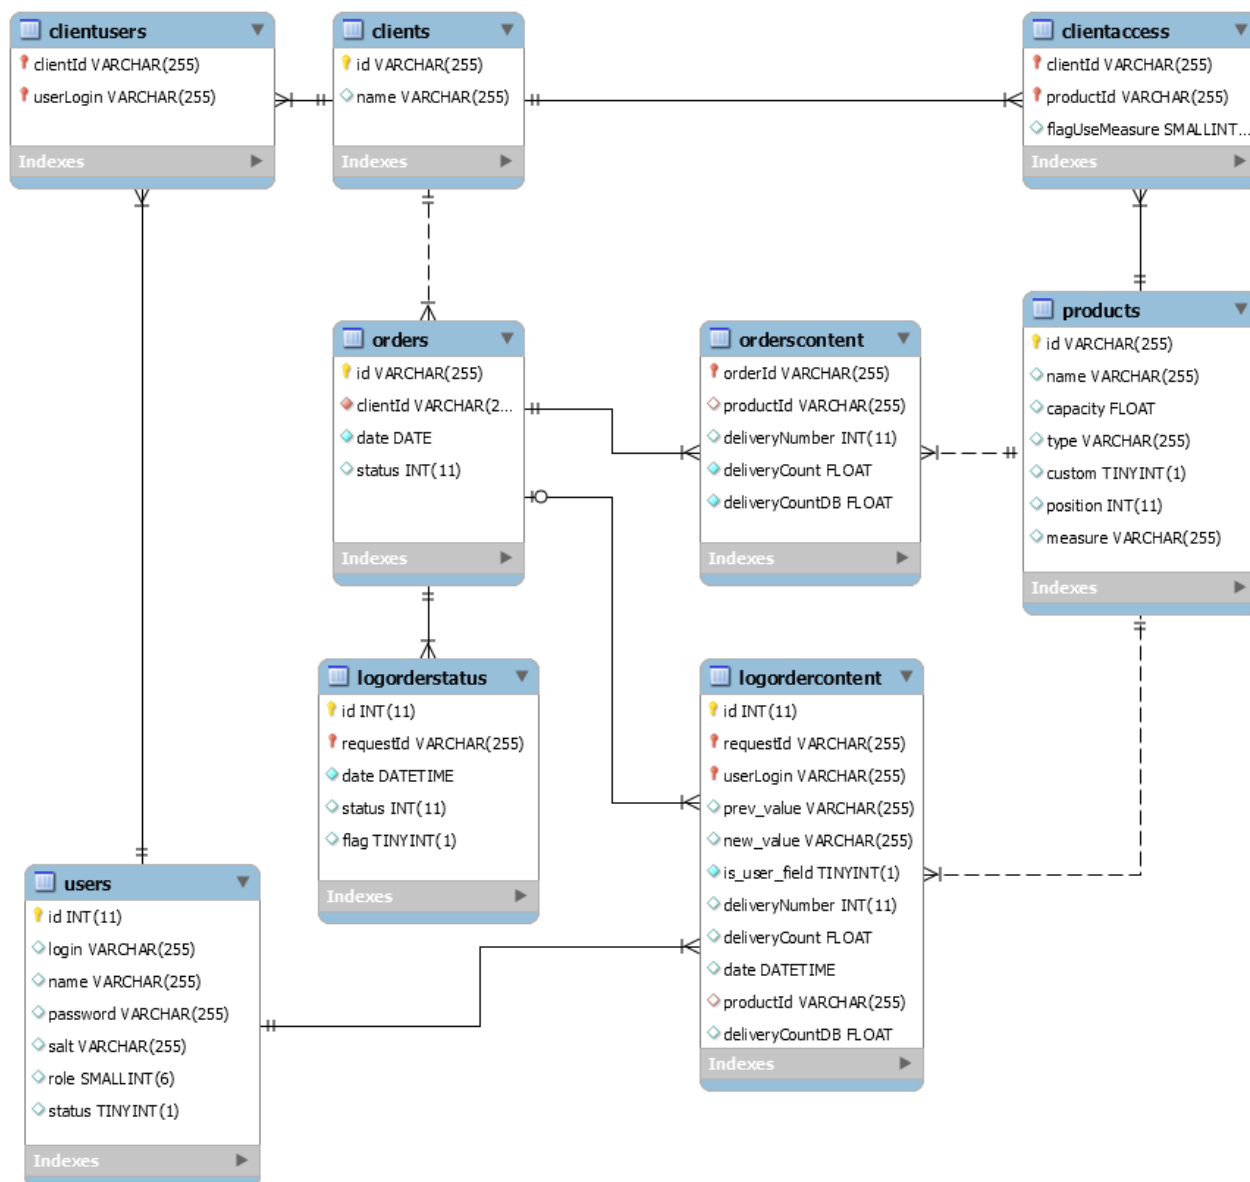 clientusers
clientId VARCHAR(255)
userLogin VARCHAR(255)
Indexes
clients
id VARCHAR(255)
name VARCHAR(255)
Indexes
clientaccess
clientId VARCHAR(255)
productId VARCHAR(255)
flagUseMeasure SMALLINT...
Indexes
orders
id VARCHAR(255)
clientId VARCHAR(2...
date DATE
status INT(11)
Indexes
orderscontent
orderId VARCHAR(255)
productId VARCHAR(255)
deliveryNumber INT(11)
deliveryCount FLOAT
deliveryCountDB FLOAT
Indexes
products
id VARCHAR(255)
name VARCHAR(255)
capacity FLOAT
type VARCHAR(255)
custom TINYINT(1)
position INT(11)
measure VARCHAR(255)
Indexes
logorderstatus
id INT(11)
requestId VARCHAR(255)
date DATETIME
status INT(11)
flag TINYINT(1)
Indexes
logordercontent
id INT(11)
requestId VARCHAR(255)
userLogin VARCHAR(255)
prev_value VARCHAR(255)
new_value VARCHAR(255)
is_user_field TINYINT(1)
deliveryNumber INT(11)
deliveryCount FLOAT
date DATETIME
productId VARCHAR(255)
deliveryCountDB FLOAT
Indexes
users
id INT(11)
login VARCHAR(255)
name VARCHAR(255)
password VARCHAR(255)
salt VARCHAR(255)
role SMALLINT(6)
status TINYINT(1)
Indexes